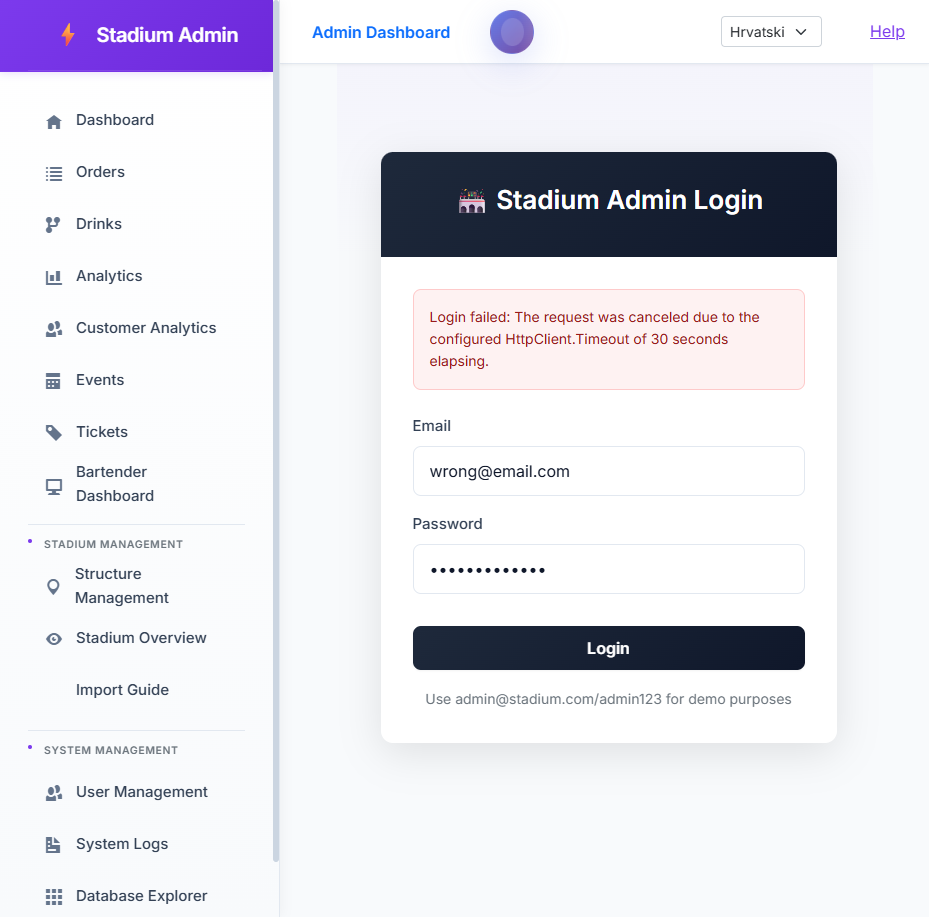 Stadium Admin
Dashboard
Orders
Drinks
Analytics
Customer Analytics
Events
Tickets
Bartender
Dashboard
STADIUM MANAGEMENT
Structure
Management
Stadium Overview
Import Guide
SYSTEM MANAGEMENT
User Management
System Logs
Database Explorer
Admin Dashboard
Hrvatski
Help
Stadium Admin Login
Login failed: The request was canceled due to the
configured HttpClient.Timeout of 30 seconds
elapsing.
Email
wrong@email.com
Password
•••••••••••••
Login
Use admin@stadium.com/admin123 for demo purposes